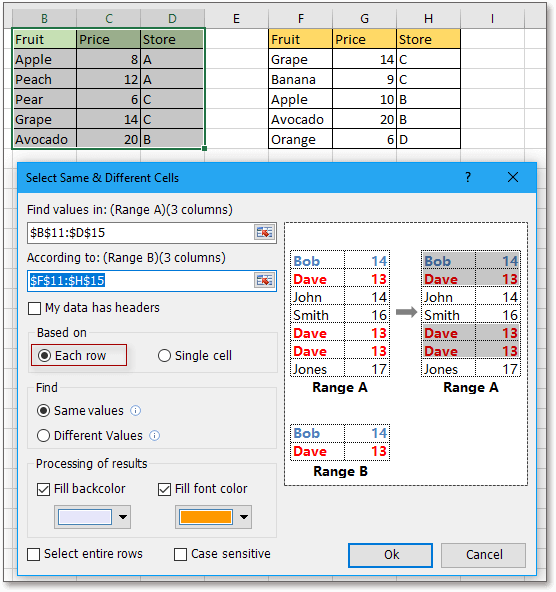 B C D E F G H I
Fruit Price Store Fruit Price Store
Apple 8 A Grape 14 C
Peach 12 A Banana 9 C
Pear 6 C Apple 10 B
Grape 14 C Avocado 20 B
Avocado 20 B Orange 6 D
Select Same & Different Cells ?
Find values in: (Range A)(3 columns)
$B$11:$D$15
According to: (Range B)(3 columns)
$F$11:$H$15
My data has headers
Based on
Each row Single cell
Find
Same values
Different Values
Processing of results
Fill backcolor Fill font color
Select entire rows Case sensitive
Bob 14 Bob 14
Dave 13 Dave 13
John 14 John 14
Smith 16 Smith 16
Dave 13 Dave 13
Dave 13 Dave 13
Jones 17 Jones 17
Range A Range A
Bob 14
Dave 13
Range B
Ok Cancel